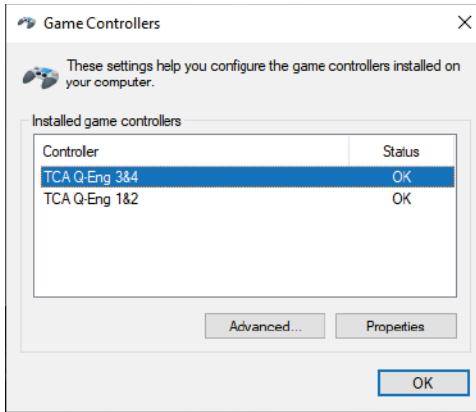 Game Controllers
These settings help you configure the game controllers installed on
your computer.
Installed game controllers
Controller Status
TCA Q-Eng 3&4 OK
TCA Q-Eng 1&2 OK
Advanced... Properties
OK